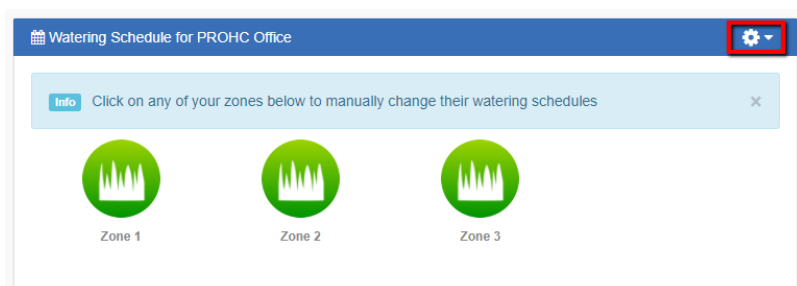 Watering Schedule for PROHC Office
Info Click on any of your zones below to manually change their watering schedules ×
Zone 1 Zone 2 Zone 3